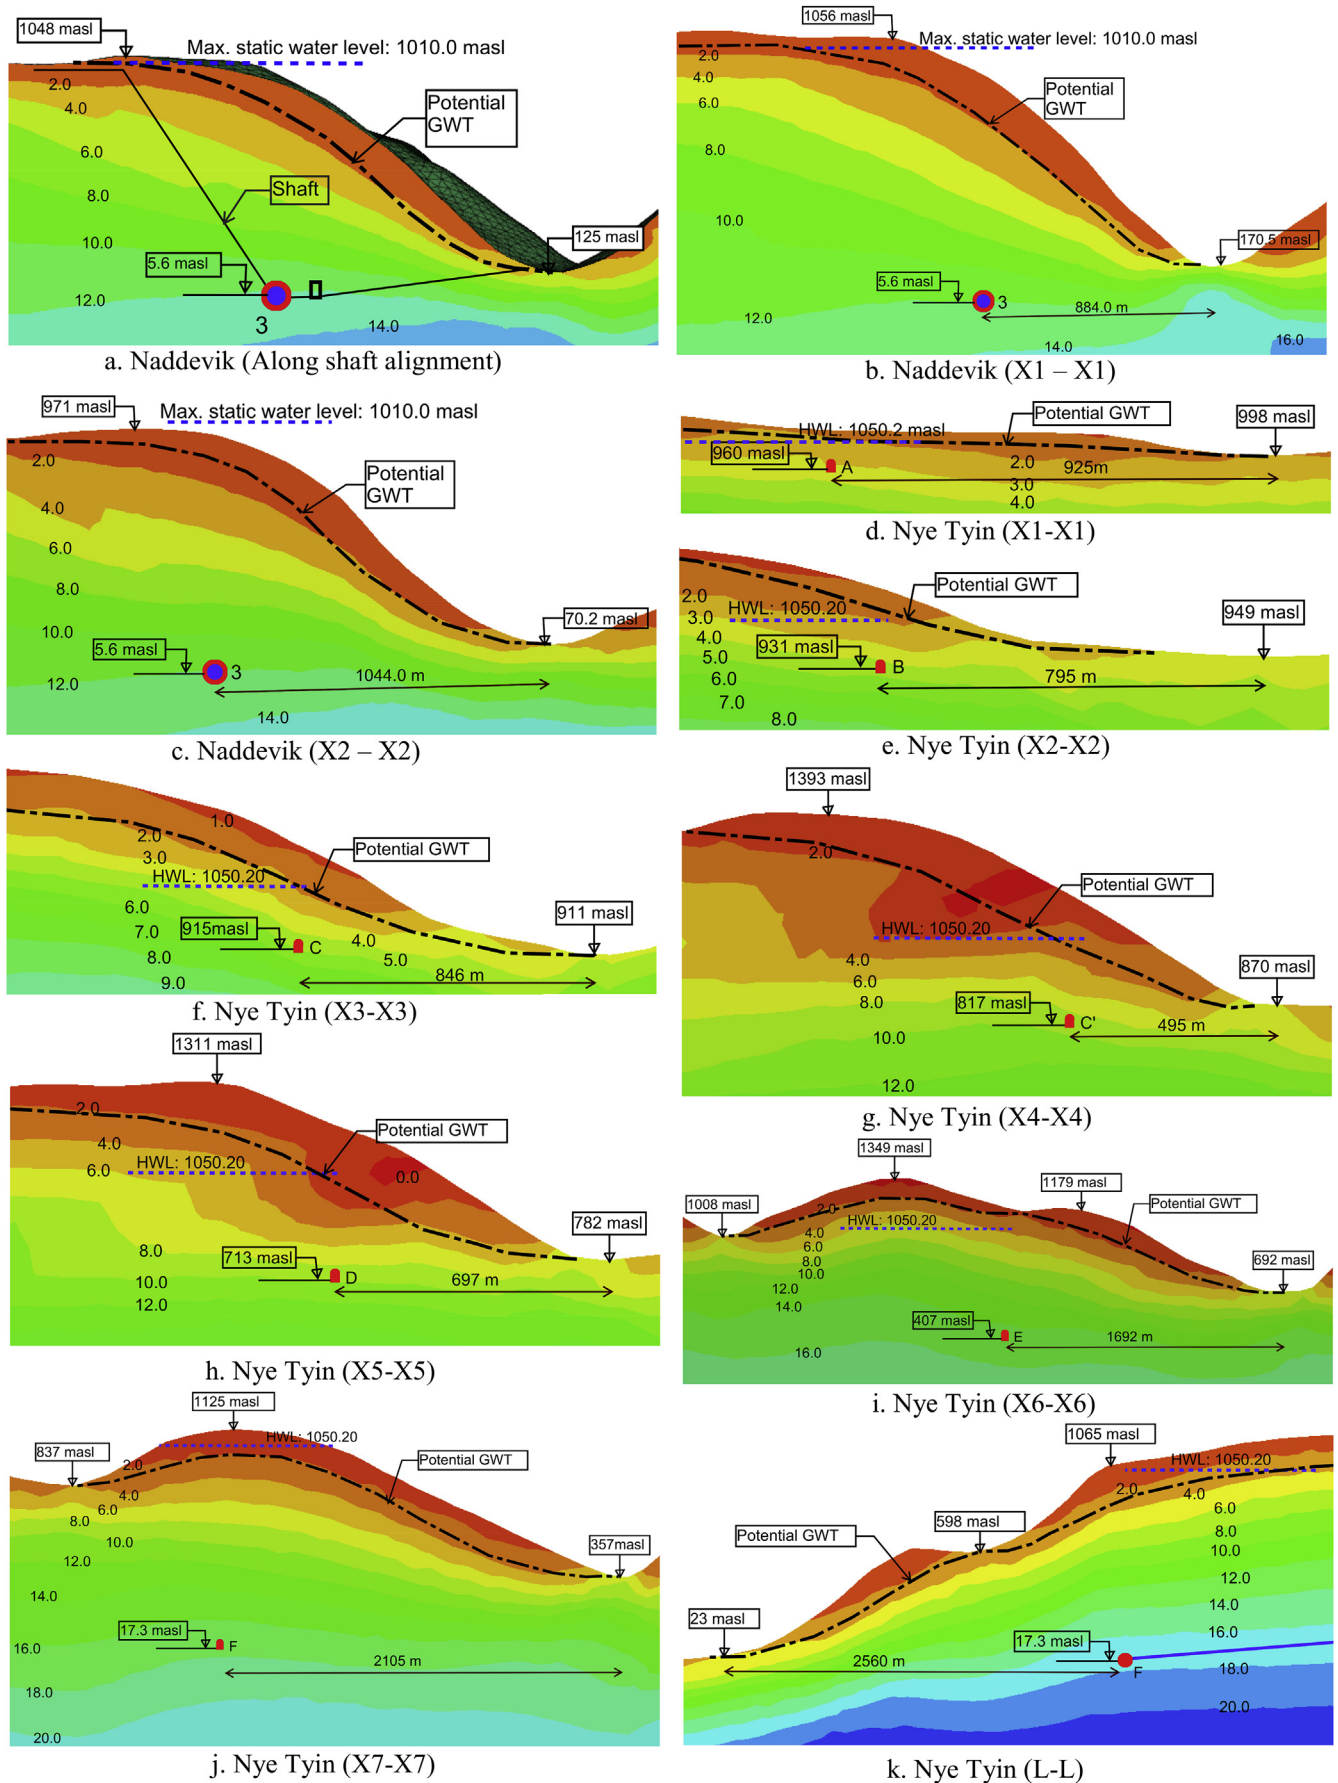 1048 masl
Max. static water level: 1010.0 masl
2.0
4.0
Potential
GWT
6.0
Shaft
8.0
10.0
125 masl
5.6 masl
12.0
3
14.0
a. Naddevik (Along shaft alignment)
1056 masl
Max. static water level: 1010.0 masl
2.0
4.0
Potential
GWT
6.0
8.0
10.0
170.5 masl
5.6 masl
3
884.0 m
12.0
14.0
16.0
b. Naddevik (X1 – X1)
971 masl
Max. static water level: 1010.0 masl
2.0
Potential
GWT
4.0
6.0
8.0
70.2 masl
10.0
5.6 masl
3
1044.0 m
12.0
14.0
c. Naddevik (X2 – X2)
Potential GWT
998 masl
HWL: 1050.2 masl
960 masl
A
2.0
925m
3.0
4.0
d. Nye Tyin (X1-X1)
Potential GWT
2.0
HWL: 1050.20
949 masl
3.0
4.0
931 masl
5.0
B
6.0
795 m
7.0
8.0
e. Nye Tyin (X2-X2)
1.0
2.0
Potential GWT
3.0
HWL: 1050.20
6.0
911 masl
7.0
915masl
C
4.0
8.0
5.0
9.0
846 m
f. Nye Tyin (X3-X3)
1393 masl
2.0
Potential GWT
HWL: 1050.20
4.0
870 masl
6.0
8.0
817 masl
C'
495 m
10.0
12.0
g. Nye Tyin (X4-X4)
1311 masl
2.0
Potential GWT
4.0
HWL: 1050.20
6.0
0.0
782 masl
8.0
713 masl
D
10.0
697 m
12.0
h. Nye Tyin (X5-X5)
1349 masl
1179 masl
1008 masl
2.0
Potential GWT
HWL: 1050.20
4.0
6.0
8.0
692 masl
10.0
12.0
14.0
407 masl
E
1692 m
16.0
i. Nye Tyin (X6-X6)
1125 masl
HWL: 1050.20
837 masl
2.0
Potential GWT
4.0
6.0
8.0
10.0
357masl
12.0
14.0
17.3 masl
F
16.0
2105 m
18.0
20.0
j. Nye Tyin (X7-X7)
1065 masl
HWL: 1050.20
2.0
4.0
6.0
598 masl
Potential GWT
8.0
10.0
12.0
14.0
23 masl
16.0
17.3 masl
2560 m
F
18.0
20.0
k. Nye Tyin (L-L)